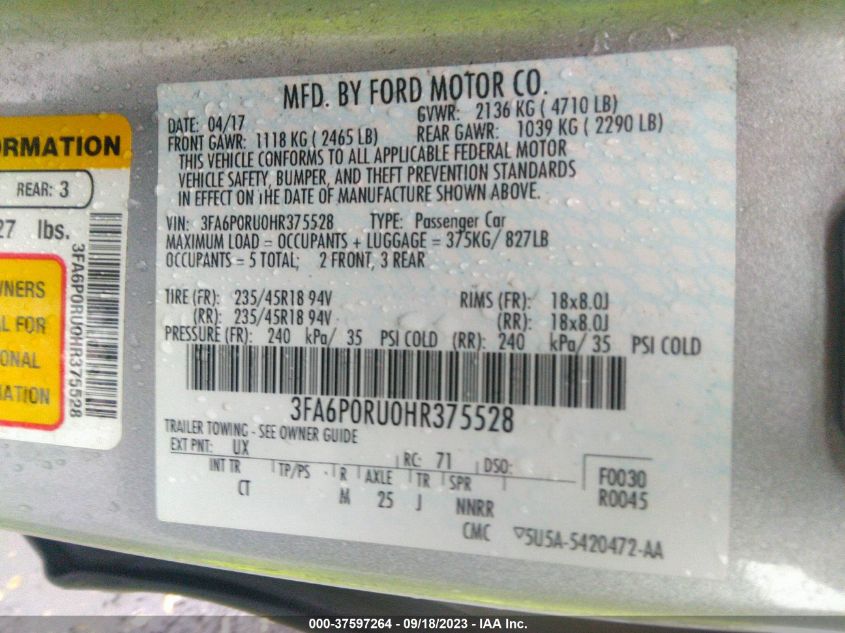 ORMATION
REAR: 3
27 lbs.
3FA6P0RU0HR375528
WNERS
AL FOR
ONAL
MATION
MFD. BY FORD MOTOR CO.
DATE: 04/17 GVWR: 2136 KG ( 4710 LB)
FRONT GAWR: 1118 KG ( 2465 LB) REAR GAWR: 1039 KG ( 2290 LB)
THIS VEHICLE CONFORMS TO ALL APPLICABLE FEDERAL MOTOR
VEHICLE SAFETY, BUMPER, AND THEFT PREVENTION STANDARDS
IN EFFECT ON THE DATE OF MANUFACTURE SHOWN ABOVE.
VIN: 3FA6P0RU0HR375528 TYPE: Passenger Car
MAXIMUM LOAD = OCCUPANTS + LUGGAGE = 375KG/ 827LB
OCCUPANTS = 5 TOTAL; 2 FRONT, 3 REAR
TIRE (FR): 235/45R18 94V RIMS (FR): 18x8.0J
(RR): 235/45R18 94V (RR): 18x8.0J
PRESSURE (FR): 240 kPa/ 35 PSI COLD (RR): 240 kPa/ 35 PSI COLD
3FA6P0RU0HR375528
TRAILER TOWING - SEE OWNER GUIDE
EXT PNT: UX RC: 71 DSO:
INT TR TP/PS R AXLE TR SPR F0030
CT M 25 J NNRR R0045
CMC ▽5U5A-5420472-AA
000-37597264 - 09/18/2023 - IAA Inc.